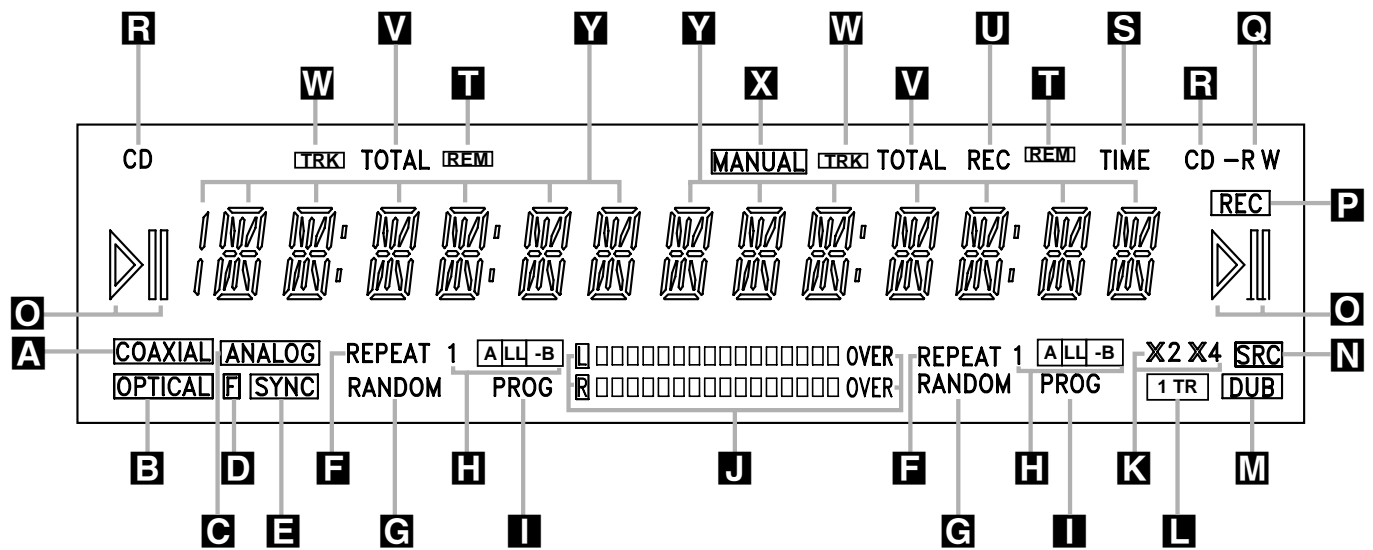 R V Y Y W U S Q
W T X V T R
CD TRK TOTAL REM MANUAL TRK TOTAL REC REM TIME CD -RW
REC P
O O
A COAXIAL ANALOG REPEAT 1 A LL -B L OVER REPEAT 1 A LL -B X2 X4 SRC N
OPTICAL F SYNC RANDOM PROG R OVER RANDOM PROG 1 TR DUB
B D F H J F H K M
C E G I G I L